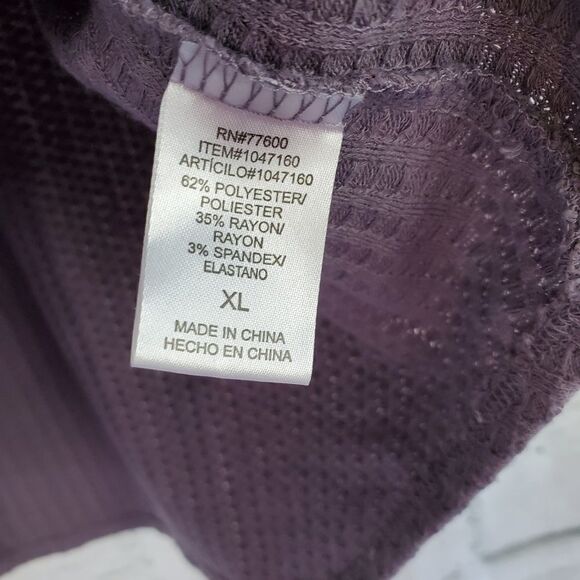 RN#77600
ITEM#1047160
ARTÍCILO#1047160
62% POLYESTER/
POLIESTER
35% RAYON/
RAYON
3% SPANDEX/
ELASTANO
XL
MADE IN CHINA
HECHO EN CHINA